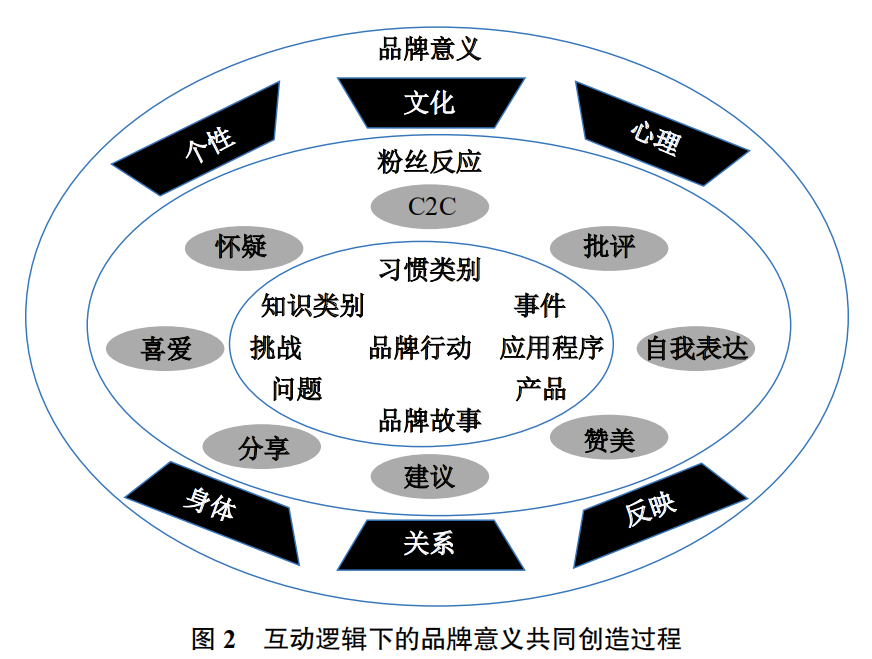 品牌意义
个性 文化 心理
粉丝反应
C2C
怀疑 批评
习惯类别
知识类别 事件
喜爱 挑战 品牌行动 应用程序 自我表达
问题 产品
品牌故事
分享 赞美
建议
身体 关系 反映
图 2 互动逻辑下的品牌意义共同创造过程